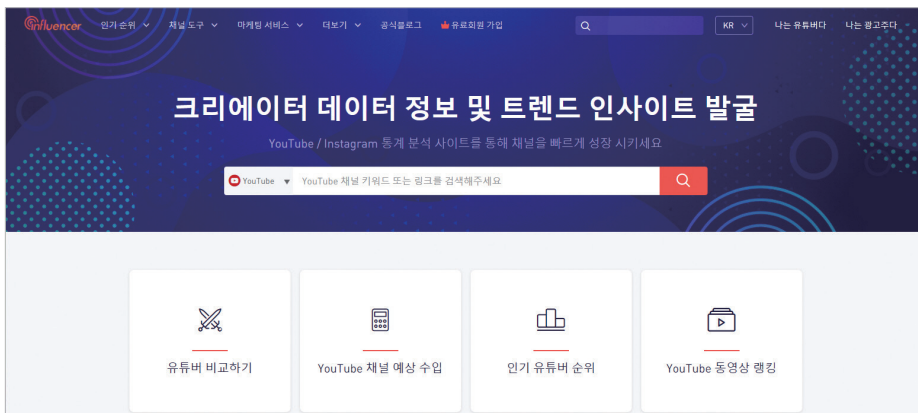 influencer 인기 순위 채널 도구 마케팅 서비스 더보기 공식블로그 유료회원 가입 KR 나는 유튜버다 나는 광고주다
크리에이터 데이터 정보 및 트렌드 인사이트 발굴
YouTube / Instagram 통계 분석 사이트를 통해 채널을 빠르게 성장 시키세요
YouTube YouTube 채널 키워드 또는 링크를 검색해주세요
유튜버 비교하기 YouTube 채널 예상 수입 인기 유튜버 순위 YouTube 동영상 랭킹